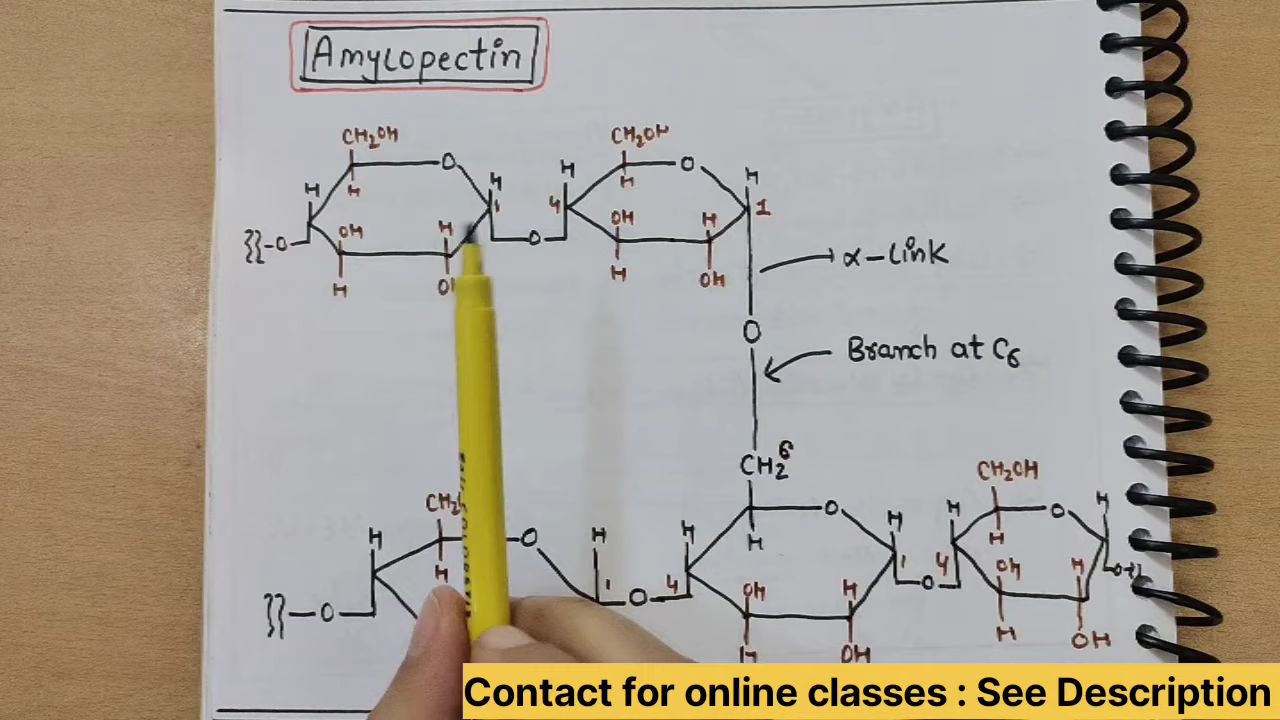 Amylopectin
CH2OH CH2OH
O O
H H H H
H H
4 1 1
OH H OH H
O O
H H OH
α-Link
O
Branch at C6
CH2 6
CH2OH
O O
H H H H H H
H H
4 1 4 1
O O O
OH H OH H
H OH H OH
Contact for online classes : See Description